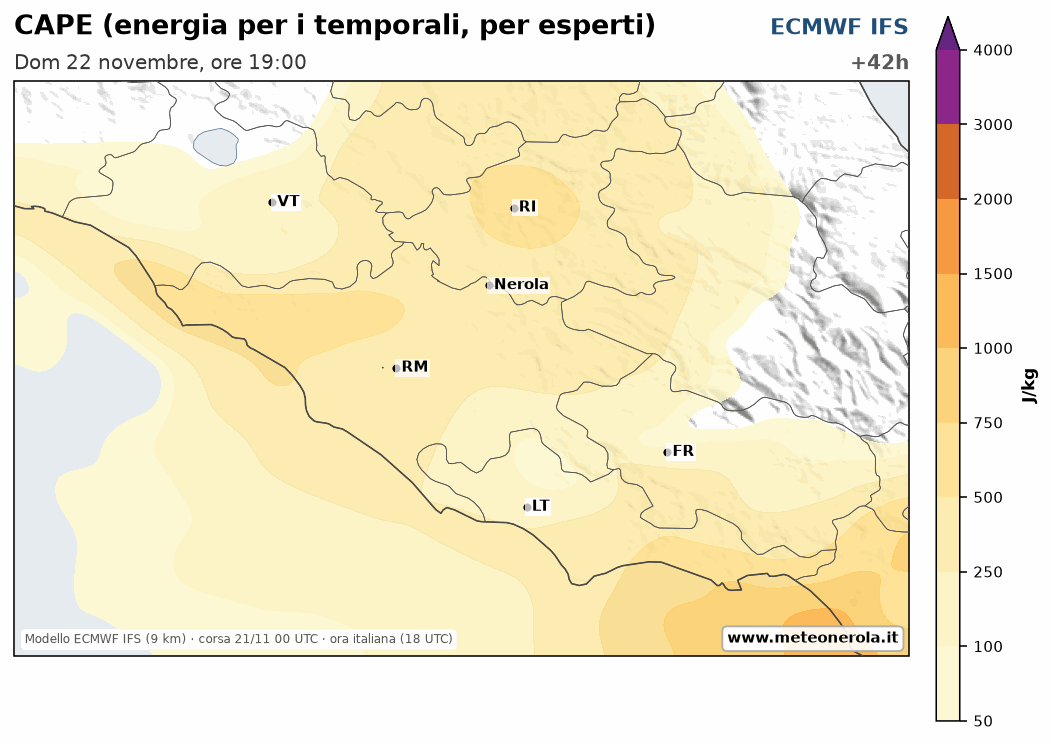 CAPE (energia per i temporali, per esperti)
ECMWF IFS
Dom 22 novembre, ore 19:00
+42h
VT
RI
Nerola
RM
FR
LT
Modello ECMWF IFS (9 km) · corsa 21/11 00 UTC · ora italiana (18 UTC)
www.meteonerola.it
4000
3000
2000
1500
1000
750
500
250
100
50
J/kg